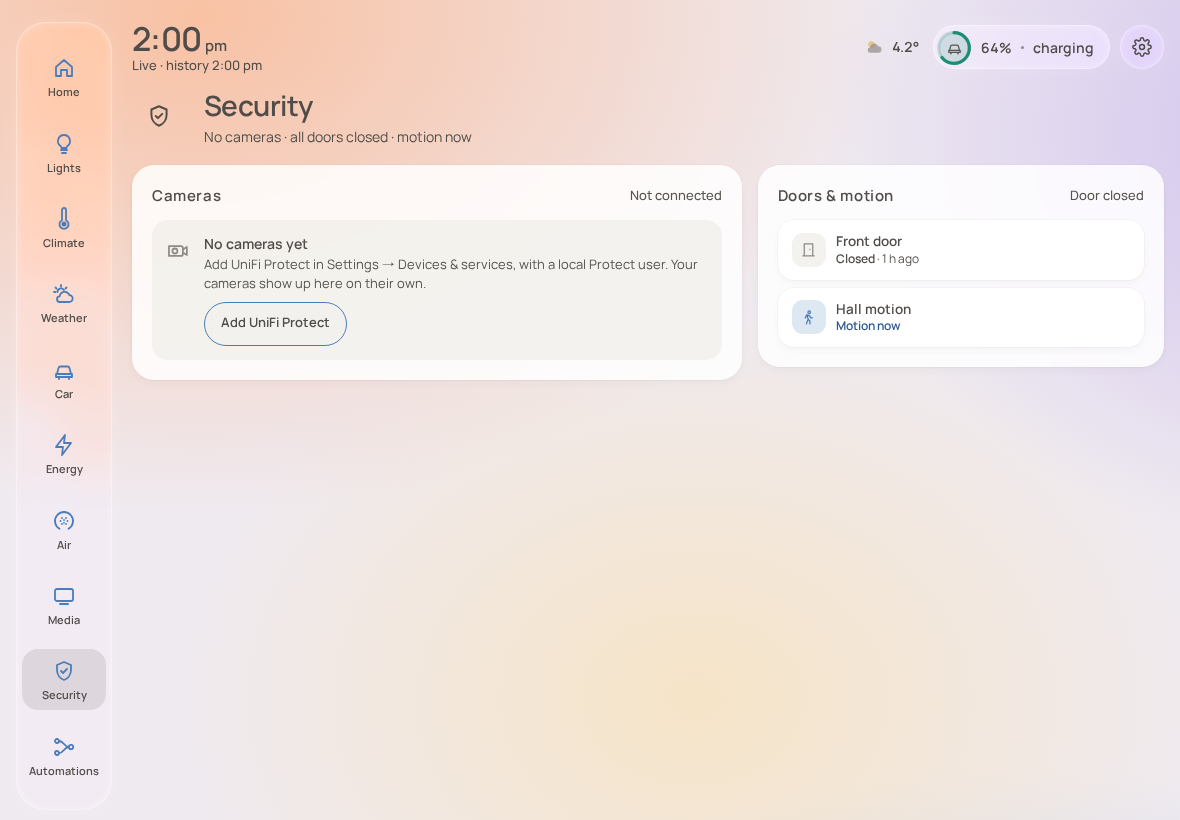 2:00 pm
Live · history 2:00 pm
4.2°
64% • charging
Security
No cameras · all doors closed · motion now
Home
Lights
Climate
Weather
Car
Energy
Air
Media
Security
Automations
Cameras
Not connected
No cameras yet
Add UniFi Protect in Settings → Devices & services, with a local Protect user. Your
cameras show up here on their own.
Add UniFi Protect
Doors & motion
Door closed
Front door
Closed · 1 h ago
Hall motion
Motion now